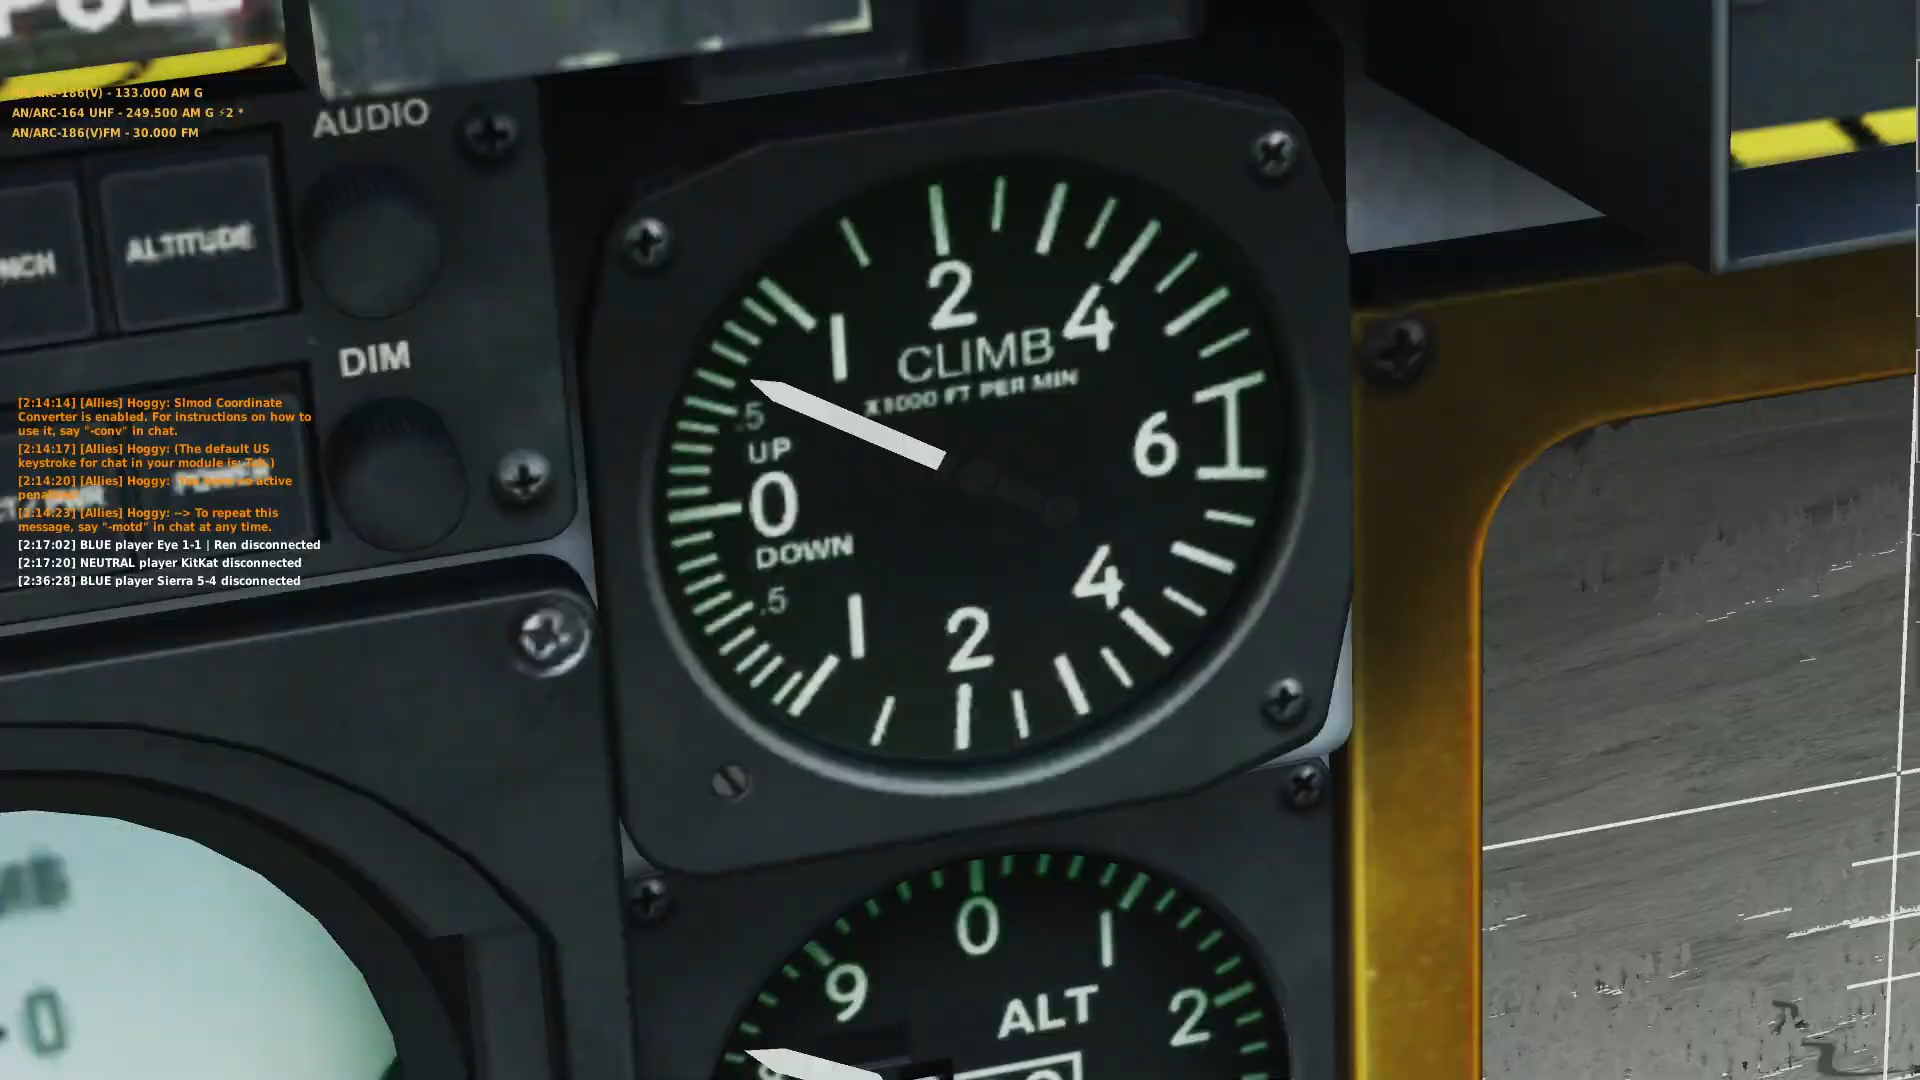 AN/ARC-186(V) - 133.000 AM G
AN/ARC-164 UHF - 249.500 AM G ⚡2 *
AN/ARC-186(V)FM - 30.000 FM
AUDIO
NCH
ALTITUDE
DIM
[2:14:14] [Allies] Hoggy: Slmod Coordinate
Converter is enabled. For instructions on how to
use it, say "-conv" in chat.
[2:14:17] [Allies] Hoggy: (The default US
keystroke for chat in your module is: Tab.)
[2:14:20] [Allies] Hoggy: active
[2:14:23] [Allies] Hoggy: --> To repeat this
message, say "-motd" in chat at any time.
[2:17:02] BLUE player Eye 1-1 | Ren disconnected
[2:17:20] NEUTRAL player KitKat disconnected
[2:36:28] BLUE player Sierra 5-4 disconnected
1 2 4
CLIMB
X1000 FT PER MIN
.5
UP
0
6
DOWN
.5
1 2 4
0
1
9
2
ALT